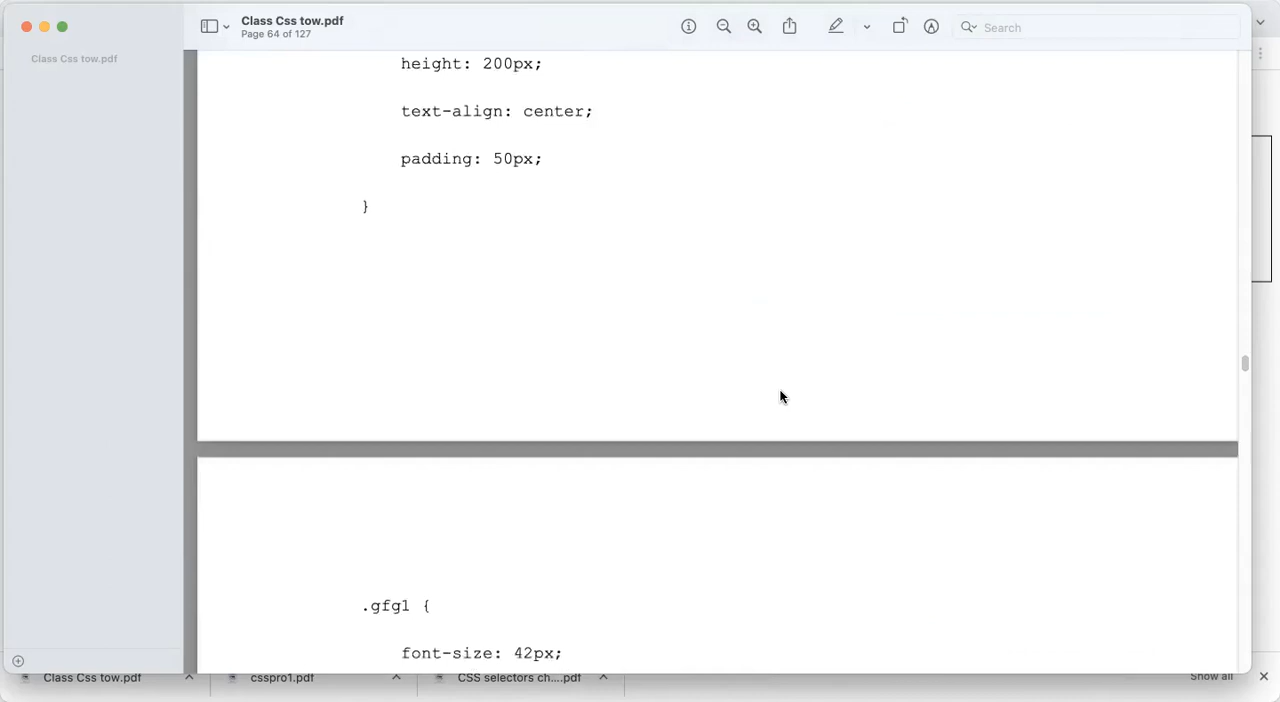 Class Css tow.pdf
Page 64 of 127
Search
Class Css tow.pdf
height: 200px;
text-align: center;
padding: 50px;
}
.gfg1 {
font-size: 42px;
Class Css tow.pdf
csspro1.pdf
CSS selectors ch....pdf
Show all